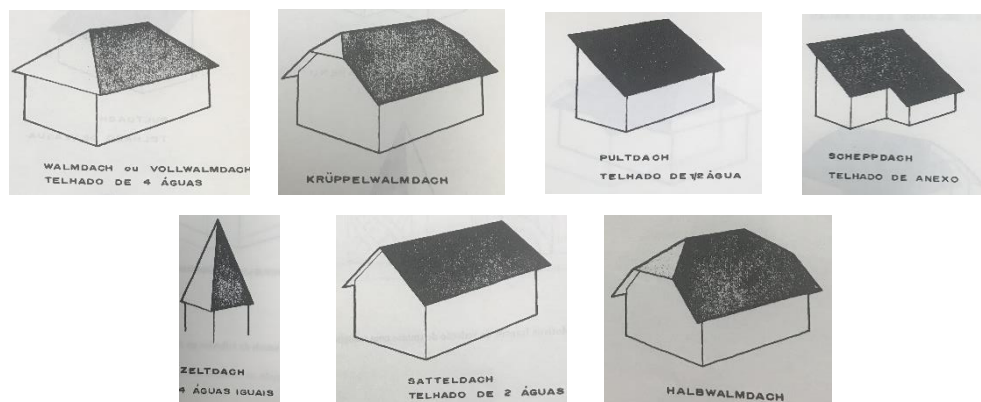 WALMDACH ou VOLLWALMDACH
TELHADO DE 4 ÁGUAS
KRÜPPELWALMDACH
PULTDACH
TELHADO DE 1/2 ÁGUA
SCHEPPDACH
TELHADO DE ANEXO
ZELTDACH
4 ÁGUAS IGUAIS
SATTELDACH
TELHADO DE 2 ÁGUAS
HALBWALMDACH